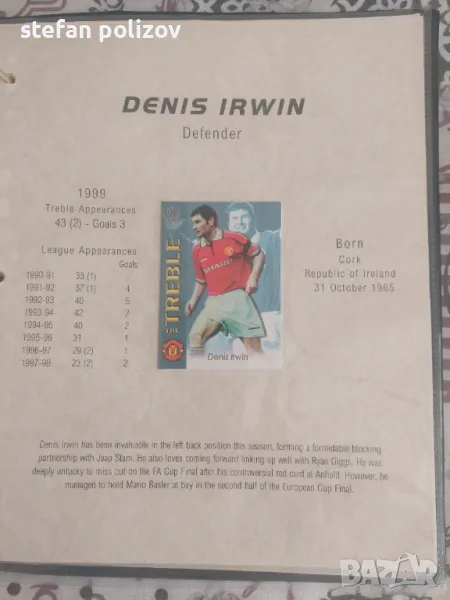 stefan polizov
DENIS IRWIN
Defender
1999
Treble Appearances
43 (2) - Goals 3
League Appearances
Goals
1990-91 33 (1)
1991-92 37 (1) 4
1992-93 40 5
1993-94 42 2
1994-95 40 2
1995-96 31 1
1996-97 29 (2) 1
1997-98 23 (2) 2
THE TREBLE
SHARP
Denis Irwin
Born
Cork
Republic of Ireland
31 October 1965
Denis Irwin has been invaluable in the left back position this season, forming a formidable blocking
partnership with Jaap Stam. He also loves coming forward linking up well with Ryan Giggs. He was
deeply unlucky to miss out on the FA Cup Final after his controversial red card at Anfield. However, he
managed to hold Mario Basler at bay in the second half of the European Cup Final.
BAZAR
bg